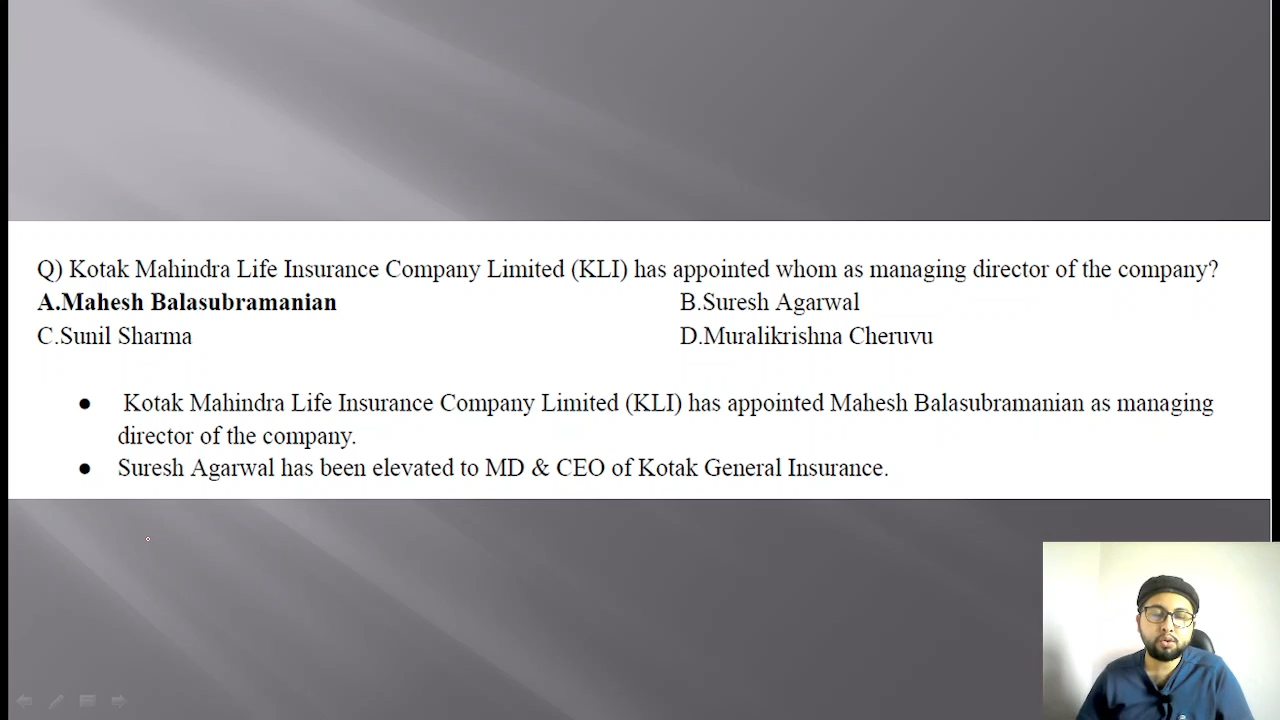 Q) Kotak Mahindra Life Insurance Company Limited (KLI) has appointed whom as managing director of the company?
A.Mahesh Balasubramanian B.Suresh Agarwal
C.Sunil Sharma D.Muralikrishna Cheruvu
● Kotak Mahindra Life Insurance Company Limited (KLI) has appointed Mahesh Balasubramanian as managing
director of the company.
● Suresh Agarwal has been elevated to MD & CEO of Kotak General Insurance.